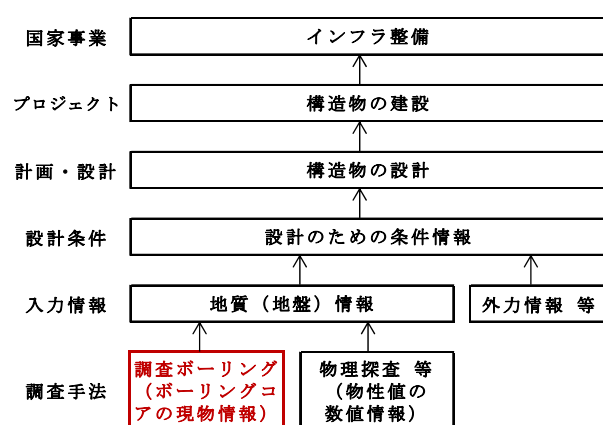 国家事業
インフラ整備
プロジェクト
構造物の建設
計画・設計
構造物の設計
設計条件
設計のための条件情報
入力情報
地質（地盤）情報
外力情報 等
調査手法
調査ボーリング
（ボーリングコ
アの現物情報）
物理探査 等
（物性値の
数値情報）